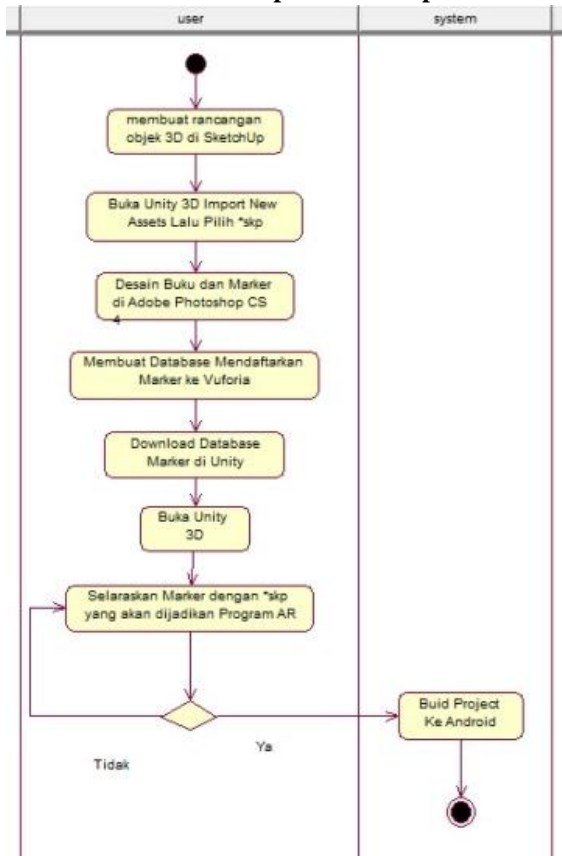 user
system
membuat rancangan
objek 3D di SketchUp
Buka Unity 3D Import New
Assets Lalu Pilih *skp
Desain Buku dan Marker
di Adobe Photoshop CS
4
Membuat Database Mendaftarkan
Marker ke Vuforia
Download Database
Marker di Unity
Buka Unity
3D
Selaraskan Marker dengan *skp
yang akan dijadikan Program AR
Buid Project
Ke Android
Ya
Tidak